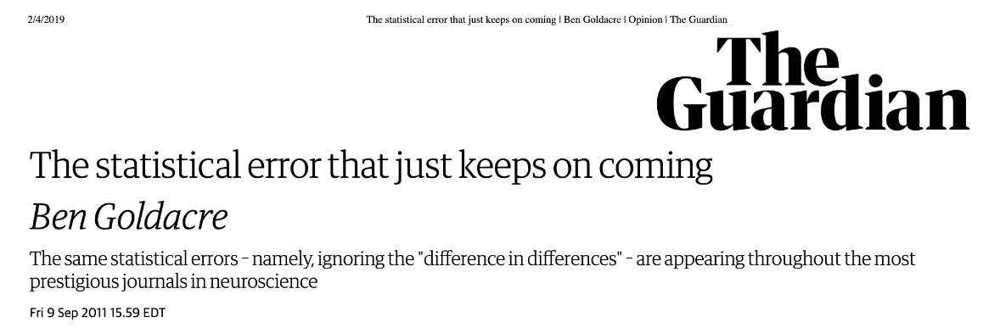 2/4/2019 The statistical error that just keeps on coming | Ben Goldacre | Opinion | The Guardian
The
Guardian
The statistical error that just keeps on coming
Ben Goldacre
The same statistical errors – namely, ignoring the "difference in differences" – are appearing throughout the most
prestigious journals in neuroscience
Fri 9 Sep 2011 15.59 EDT